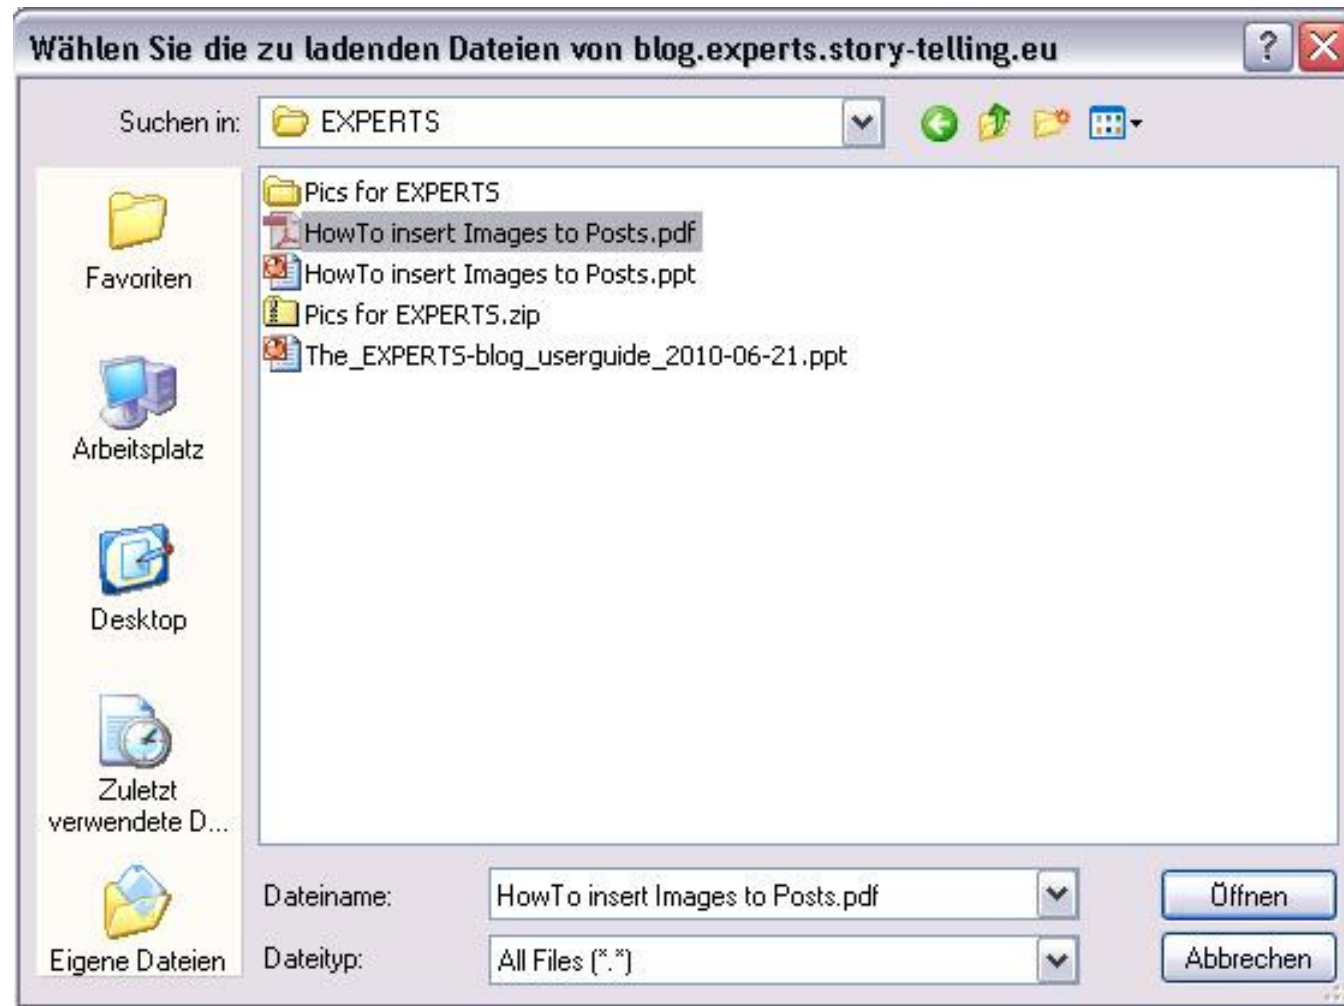 Wählen Sie die zu ladenden Dateien von blog.experts.story-telling.eu
Suchen in:
EXPERTS
Favoriten
Arbeitsplatz
Desktop
Zuletzt
verwendete D...
Eigene Dateien
Pics for EXPERTS
HowTo insert Images to Posts.pdf
HowTo insert Images to Posts.ppt
Pics for EXPERTS.zip
The_EXPERTS-blog_userguide_2010-06-21.ppt
Dateiname:
HowTo insert Images to Posts.pdf
Öffnen
Dateityp:
All Files (*.*)
Abbrechen